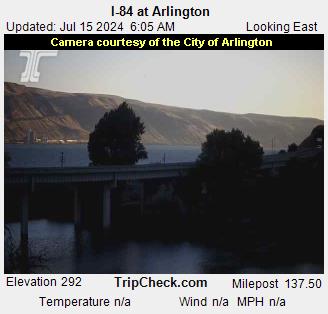 I-84 at Arlington
Updated: Jul 15 2024 6:05 AM Looking East
Camera courtesy of the City of Arlington
Elevation 292 TripCheck.com Milepost 137.50
Temperature n/a Wind n/a MPH n/a